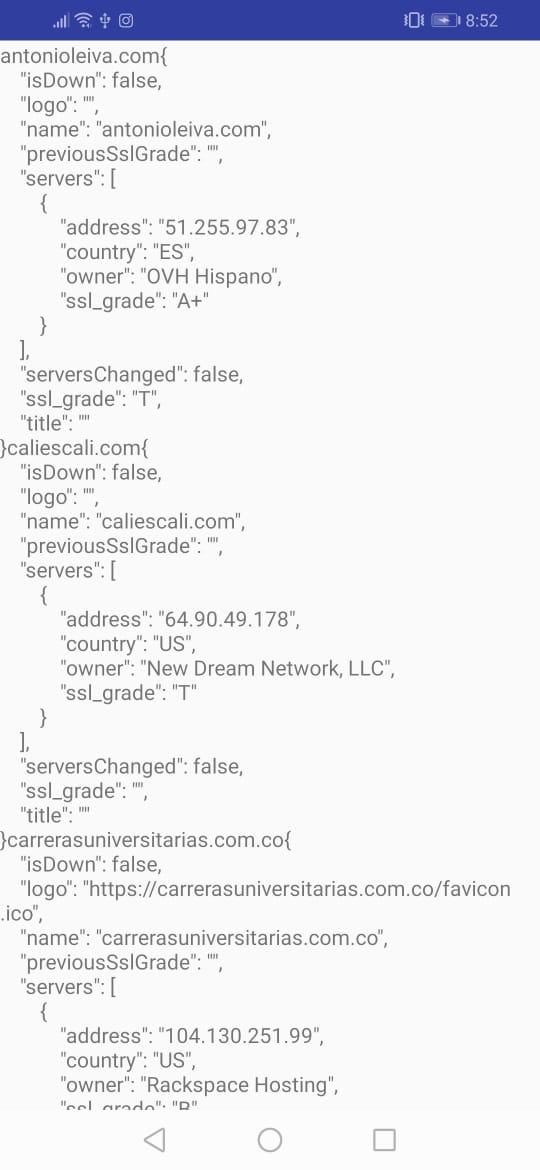 8:52
antonioleiva.com{
"isDown": false,
"logo": "",
"name": "antonioleiva.com",
"previousSslGrade": "",
"servers": [
{
"address": "51.255.97.83",
"country": "ES",
"owner": "OVH Hispano",
"ssl_grade": "A+"
}
],
"serversChanged": false,
"ssl_grade": "T",
"title": ""
}caliescali.com{
"isDown": false,
"logo": "",
"name": "caliescali.com",
"previousSslGrade": "",
"servers": [
{
"address": "64.90.49.178",
"country": "US",
"owner": "New Dream Network, LLC",
"ssl_grade": "T"
}
],
"serversChanged": false,
"ssl_grade": "",
"title": ""
}carrerasuniversitarias.com.co{
"isDown": false,
"logo": "https://carrerasuniversitarias.com.co/favicon
.ico",
"name": "carrerasuniversitarias.com.co",
"previousSslGrade": "",
"servers": [
{
"address": "104.130.251.99",
"country": "US",
"owner": "Rackspace Hosting",
"ssl_grade": "B"